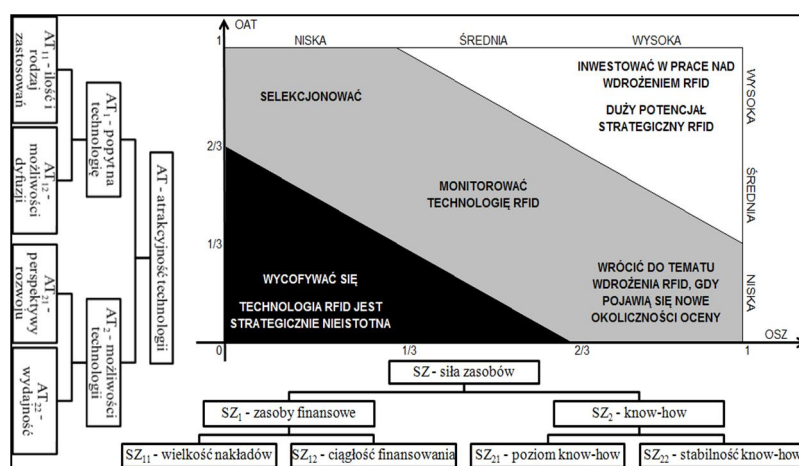 OAT
1
NISKA
ŚREDNIA
WYSOKA
INWESTOWAĆ W PRACE NAD
WDROŻENIEM RFID
DUŻY POTENCJAŁ
STRATEGICZNY RFID
SELEKCJONOWAĆ
WYSOKA
2/3
MONITOROWAĆ
TECHNOLOGIĘ RFID
ŚREDNIA
1/3
WYCOFYWAĆ SIĘ
TECHNOLOGIA RFID JEST
STRATEGICZNIE NIEISTOTNA
WRÓCIĆ DO TEMATU
WDROŻENIA RFID, GDY
POJAWIĄ SIĘ NOWE
OKOLICZNOŚCI OCENY
NISKA
OSZ
0
1/3
2/3
1
AT₁₁- ilość i
rodzaj
zastosowań
AT₁₂-
możliwości
dyfuzji
AT₂₁-
perspektywy
rozwoju
AT₂₂-
wydajność
AT₁- popyt na
technologię
AT₂- możliwości
technologii
AT - atrakcyjność technologii
SZ - siła zasobów
SZ₁ - zasoby finansowe
SZ₂ - know-how
SZ₁₁ - wielkość nakładów
SZ₁₂ - ciągłość finansowania
SZ₂₁ - poziom know-how
SZ₂₂ - stabilność know-how